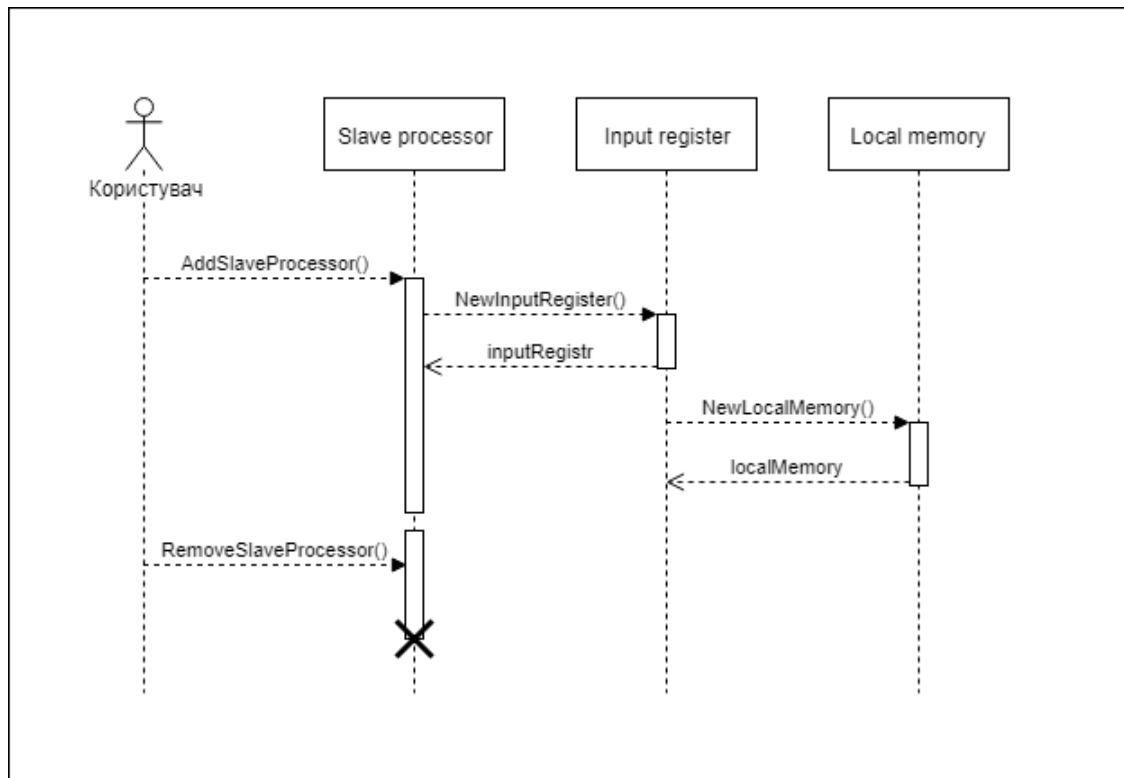 Slave processor
Input register
Local memory
Користувач
AddSlaveProcessor()
NewInputRegister()
inputRegistr
NewLocalMemory()
localMemory
RemoveSlaveProcessor()